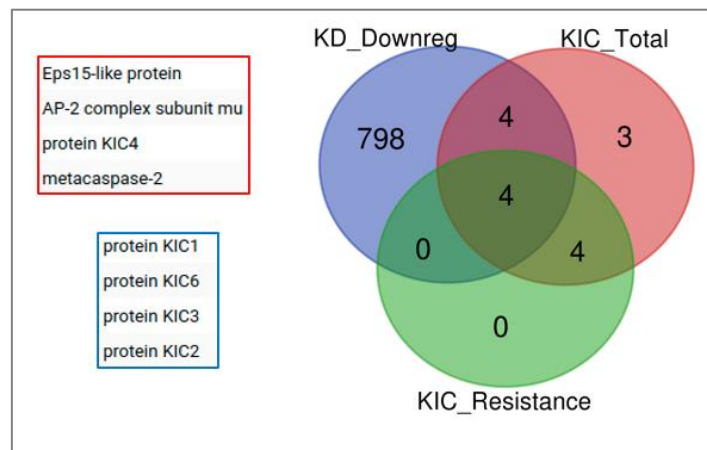 Eps15-like protein
AP-2 complex subunit mu
protein KIC4
metacaspase-2
protein KIC1
protein KIC6
protein KIC3
protein KIC2
KD_Downreg
KIC_Total
798
4
3
4
0
4
0
KIC_Resistance